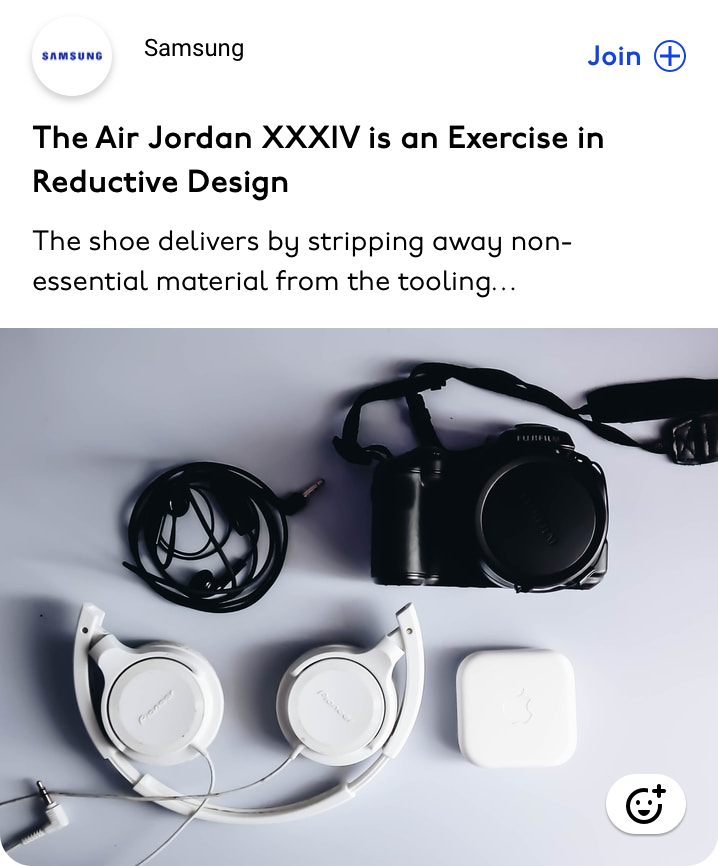 SAMSUNG
Samsung
Join
The Air Jordan XXXIV is an Exercise in
Reductive Design
The shoe delivers by stripping away non-
essential material from the tooling...
FUJIFILM
Pioneer
Pioneer